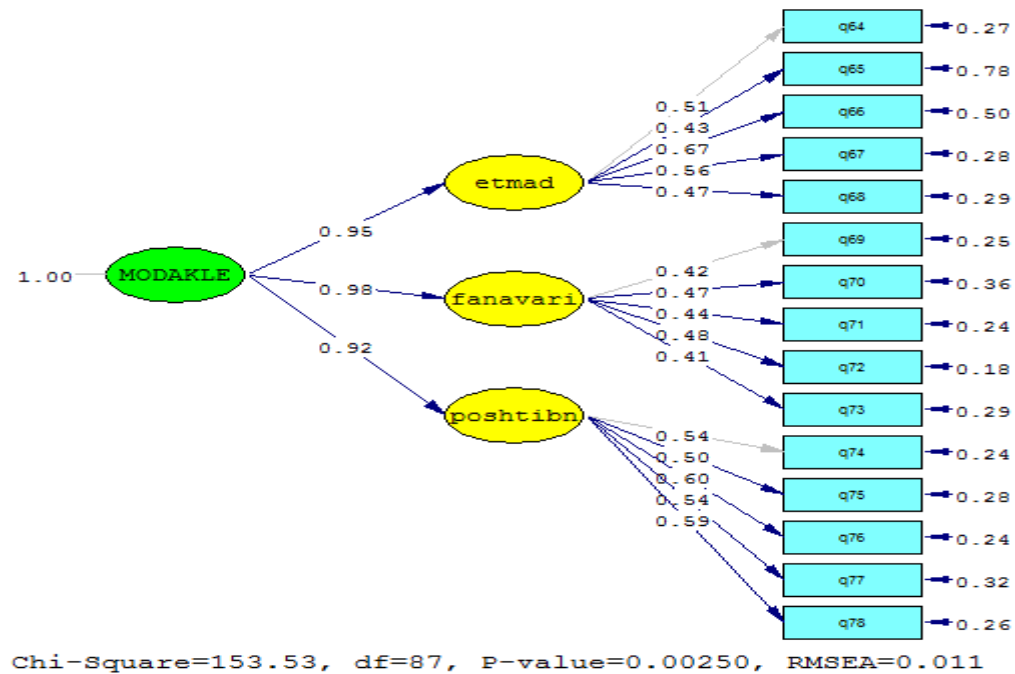 q64
0.27
q65
0.78
0.51
q66
0.50
0.43
0.67
q67
0.28
0.56
etmad
0.47
q68
0.29
0.95
q69
0.25
1.00
MODAKLE
0.42
q70
0.36
0.98
fanavari
0.47
0.44
q71
0.24
0.48
0.92
0.41
q72
0.18
q73
0.29
poshtibn
0.54
q74
0.24
0.50
0.60
q75
0.28
0.54
0.59
q76
0.24
q77
0.32
q78
0.26
Chi-Square=153.53, df=87, P-value=0.00250, RMSEA=0.011